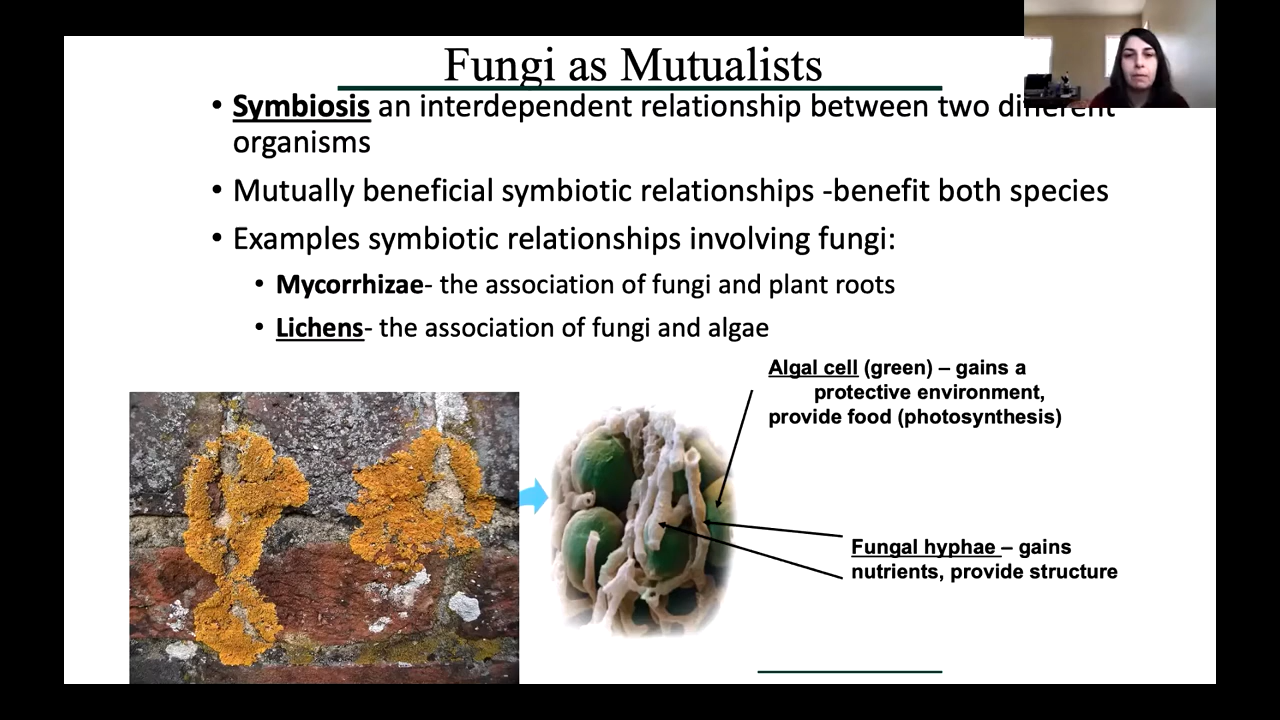 Fungi as Mutualists
• Symbiosis an interdependent relationship between two different
organisms
• Mutually beneficial symbiotic relationships -benefit both species
• Examples symbiotic relationships involving fungi:
• Mycorrhizae- the association of fungi and plant roots
• Lichens- the association of fungi and algae
Algal cell (green) – gains a
protective environment,
provide food (photosynthesis)
Fungal hyphae – gains
nutrients, provide structure